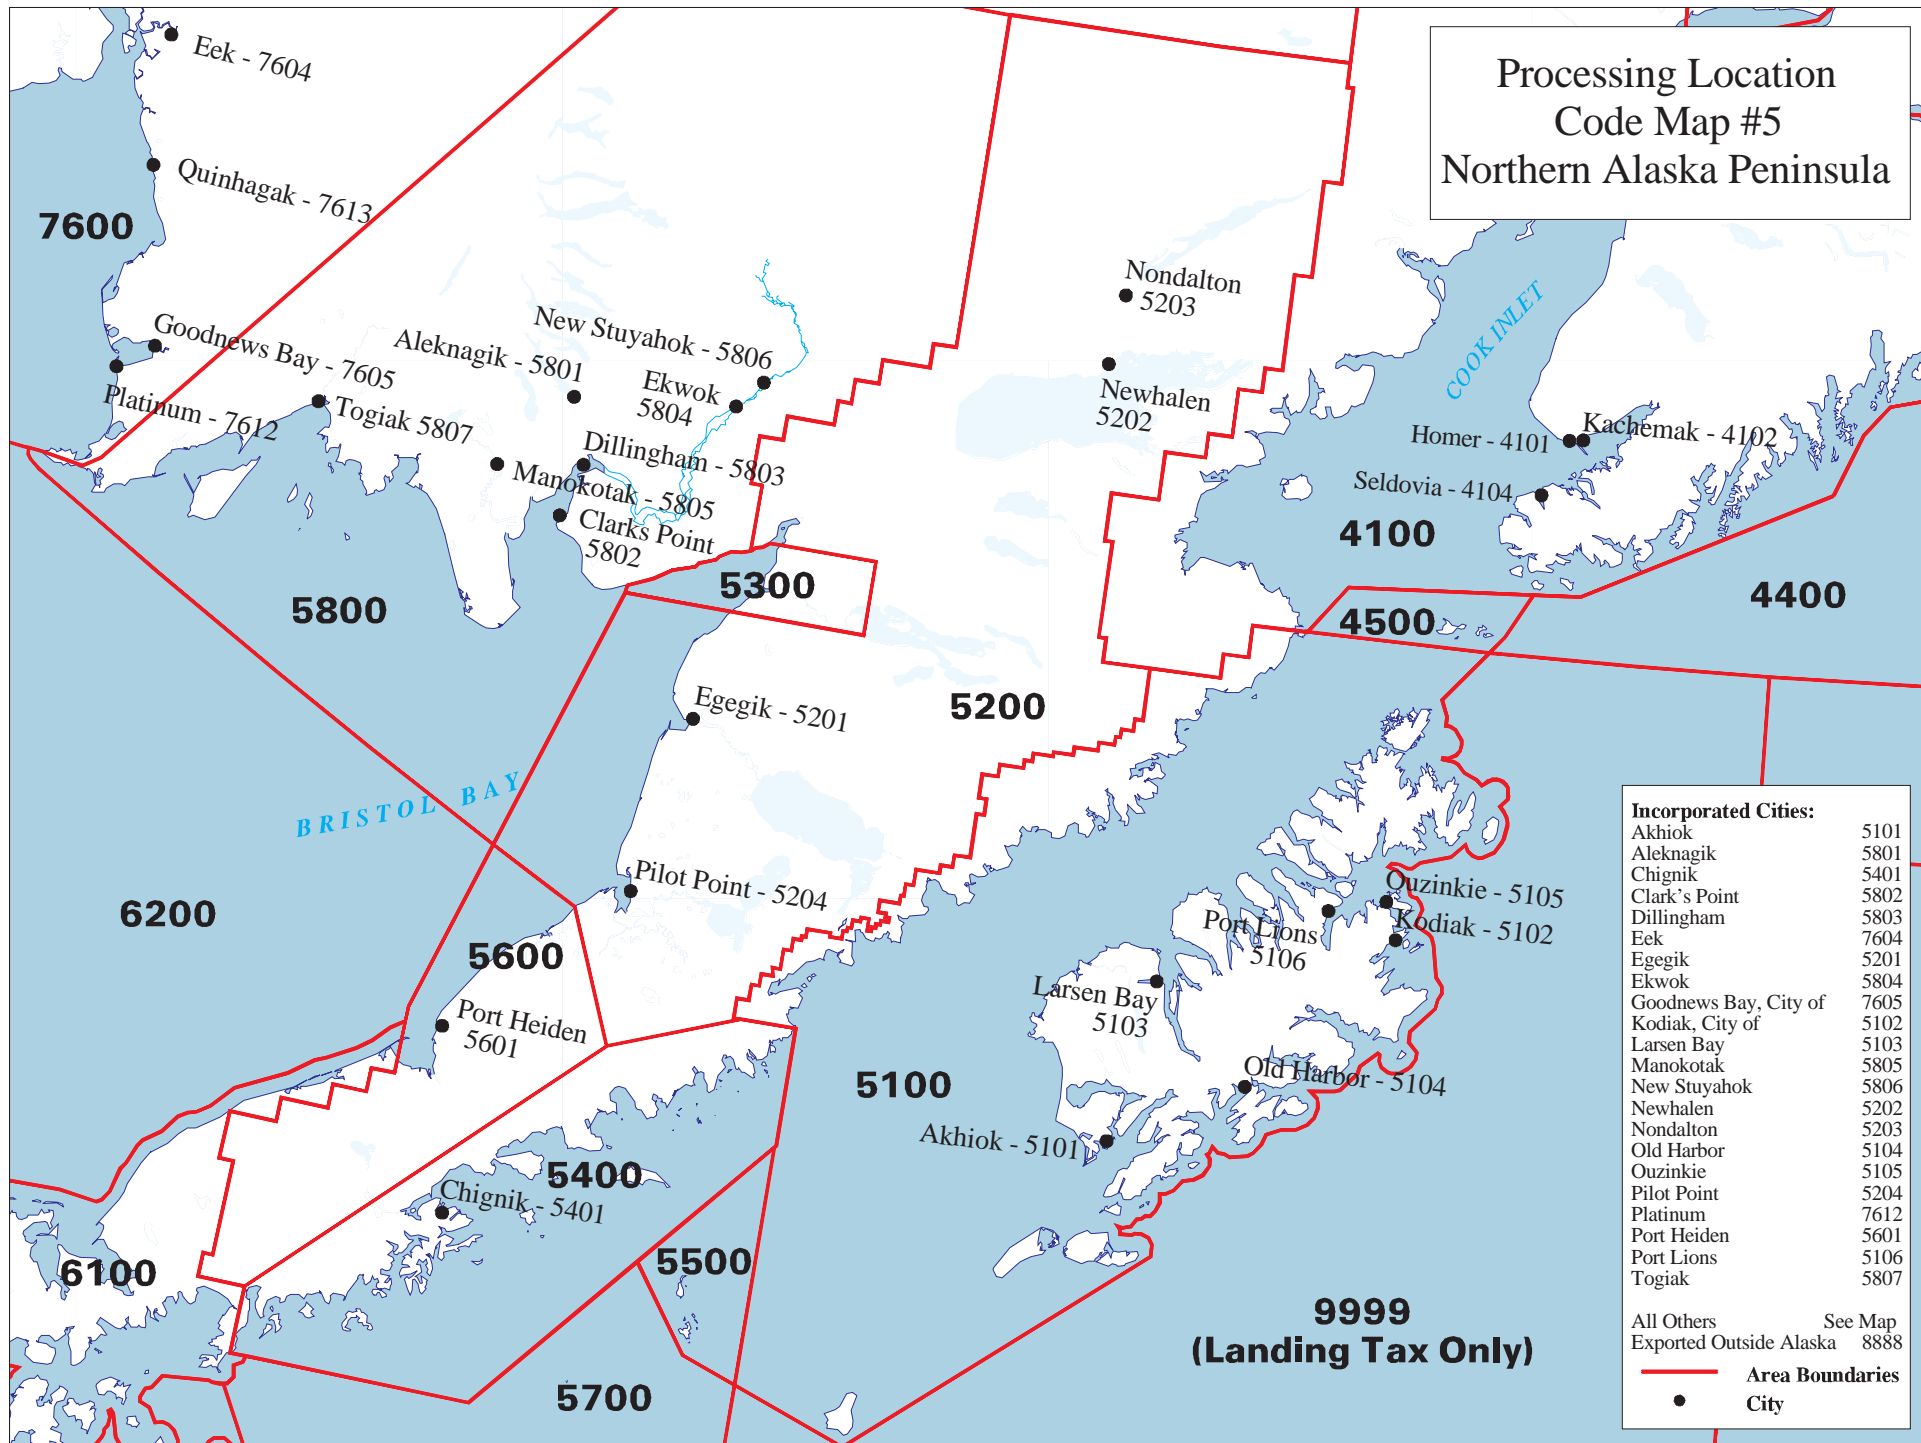 Processing Location
Code Map #5
Northern Alaska Peninsula
Eek - 7604
Quinhagak - 7613
7600
Goodnews Bay - 7605
Platinum - 7612
Togiak 5807
Aleknagik - 5801
New Stuyahok - 5806
Ekwok
5804
Dillingham - 5803
Manokotak - 5805
Clarks Point
5802
Nondalton
5203
Newhalen
5202
COOK INLET
Homer - 4101
Kachemak - 4102
Seldovia - 4104
4100
4400
4500
5300
5800
5200
Egegik - 5201
BRISTOL BAY
Pilot Point - 5204
6200
5600
Port Heiden
5601
Ouzinkie - 5105
Kodiak - 5102
Port Lions
5106
Larsen Bay
5103
Old Harbor - 5104
5100
Akhiok - 5101
5400
Chignik - 5401
5500
6100
5700
9999
(Landing Tax Only)
Incorporated Cities:
Akhiok 5101
Aleknagik 5801
Chignik 5401
Clark's Point 5802
Dillingham 5803
Eek 7604
Egegik 5201
Ekwok 5804
Goodnews Bay, City of 7605
Kodiak, City of 5102
Larsen Bay 5103
Manokotak 5805
New Stuyahok 5806
Newhalen 5202
Nondalton 5203
Old Harbor 5104
Ouzinkie 5105
Pilot Point 5204
Platinum 7612
Port Heiden 5601
Port Lions 5106
Togiak 5807
All Others See Map
Exported Outside Alaska 8888
Area Boundaries
City